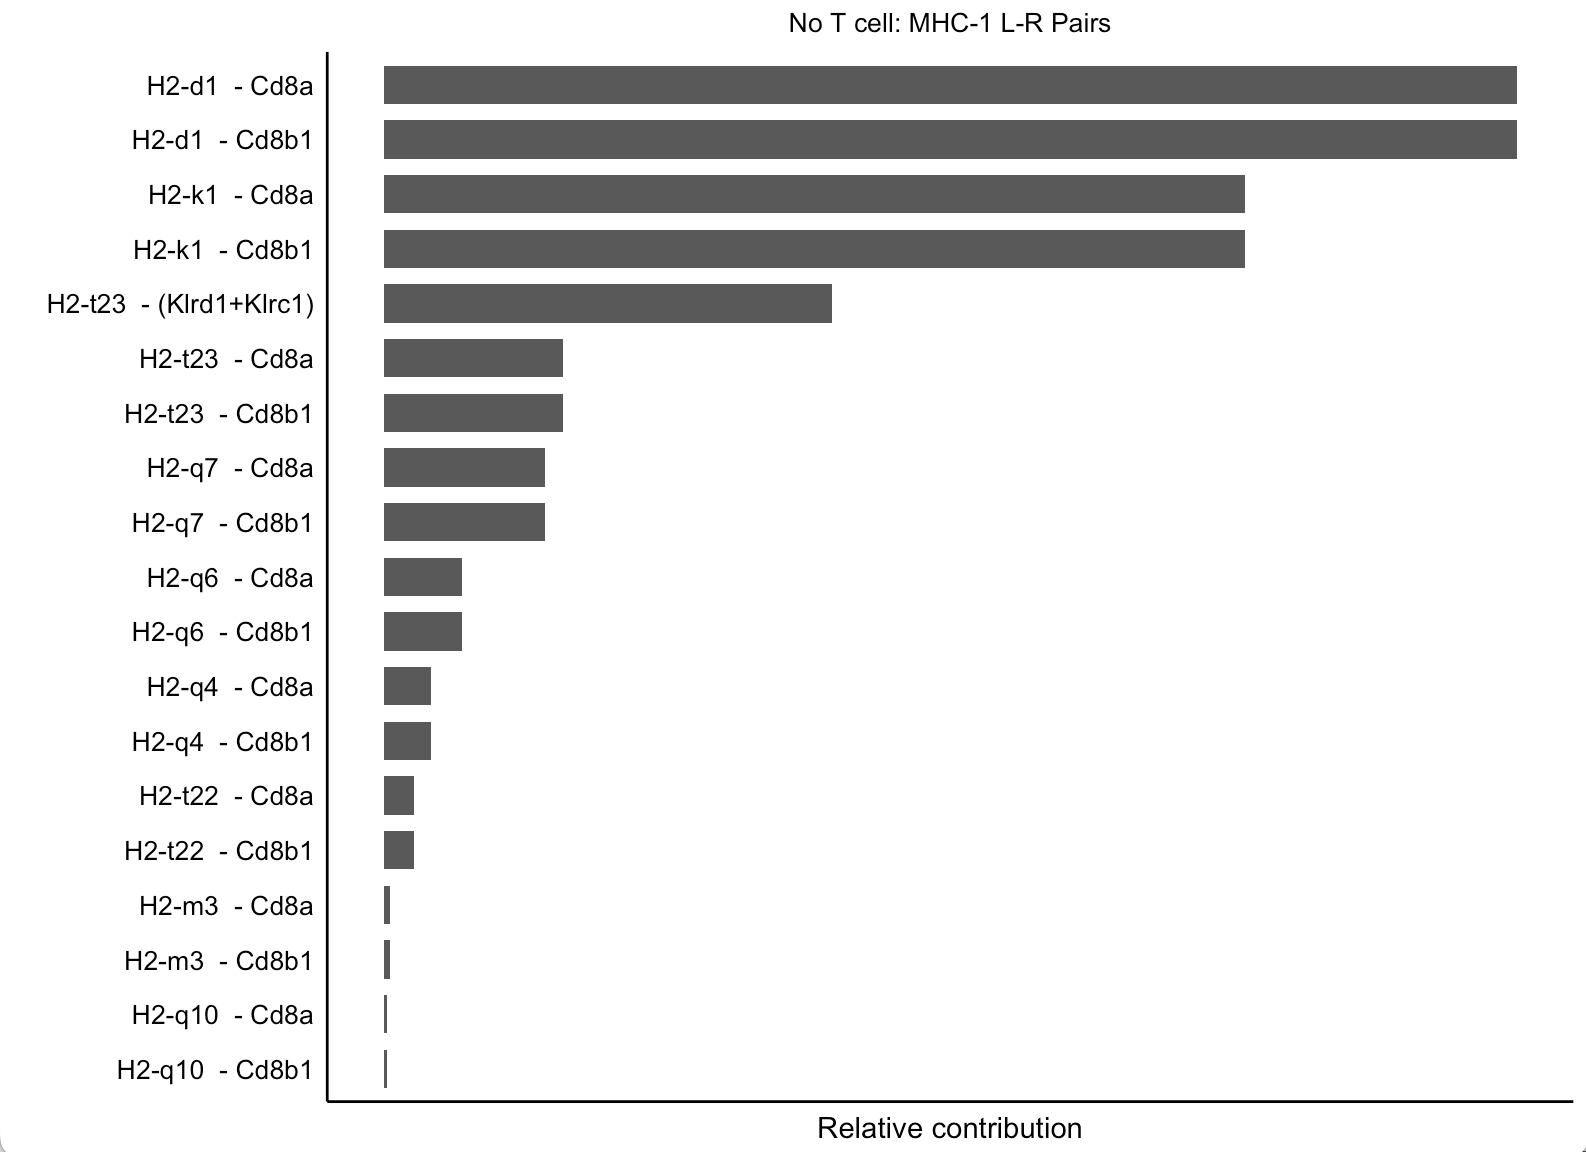 No T cell: MHC-1 L-R Pairs
H2-d1 - Cd8a
H2-d1 - Cd8b1
H2-k1 - Cd8a
H2-k1 - Cd8b1
H2-t23 - (Klrd1+Klrc1)
H2-t23 - Cd8a
H2-t23 - Cd8b1
H2-q7 - Cd8a
H2-q7 - Cd8b1
H2-q6 - Cd8a
H2-q6 - Cd8b1
H2-q4 - Cd8a
H2-q4 - Cd8b1
H2-t22 - Cd8a
H2-t22 - Cd8b1
H2-m3 - Cd8a
H2-m3 - Cd8b1
H2-q10 - Cd8a
H2-q10 - Cd8b1
Relative contribution